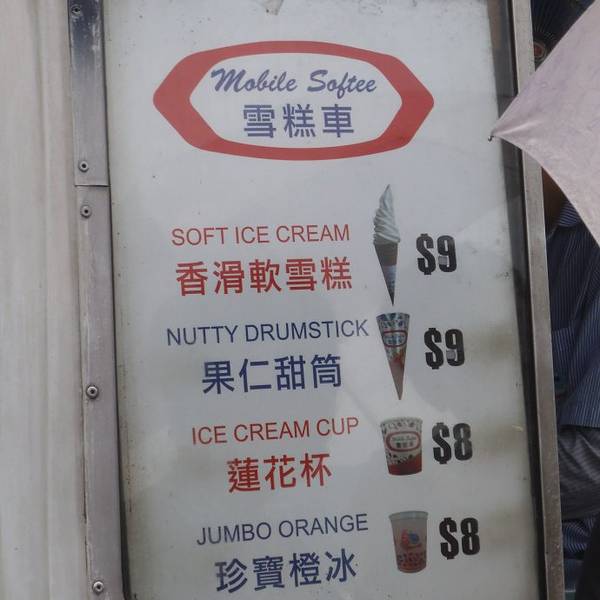 Mobile Softee
雪糕車
SOFT ICE CREAM
香滑軟雪糕
$9
NUTTY DRUMSTICK
果仁甜筒
$9
ICE CREAM CUP
蓮花杯
$8
JUMBO ORANGE
珍寶橙冰
$8